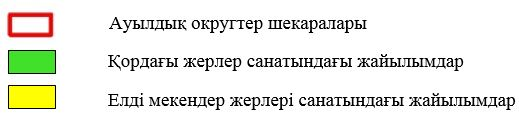 Ауылдық округтер шекаралары
Қордағы жерлер санатындағы жайылымдар
Елді мекендер жерлері санатындағы жайылымдар